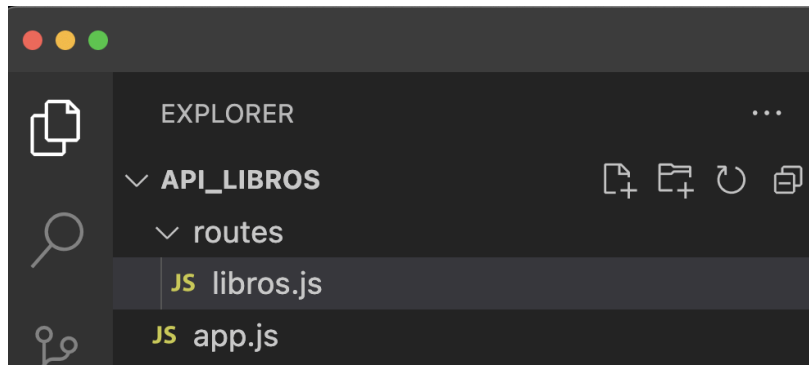 EXPLORER
API_LIBROS
routes
JS libros.js
JS app.js